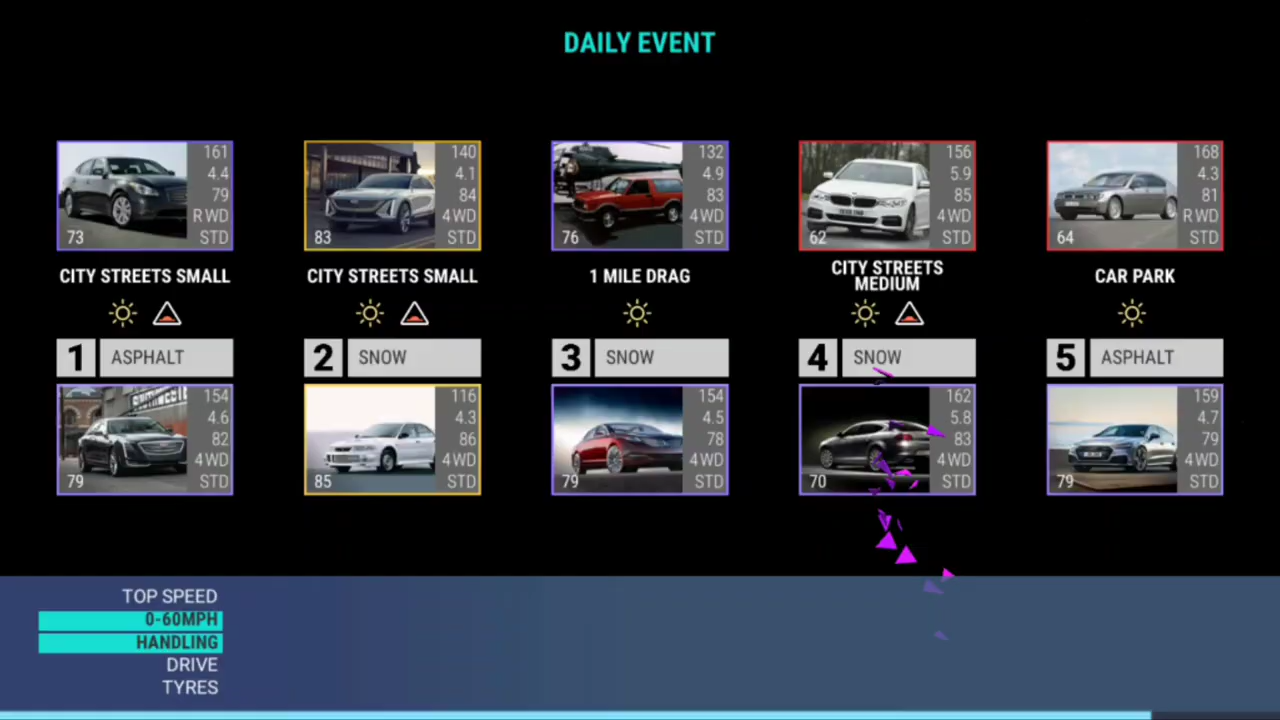 DAILY EVENT
161
4.4
79
RWD
73 STD
140
4.1
84
4WD
83 STD
132
4.9
83
4WD
76 STD
156
5.9
85
4WD
62 STD
168
4.3
81
RWD
64 STD
CITY STREETS SMALL
CITY STREETS SMALL
1 MILE DRAG
CITY STREETS
MEDIUM
CAR PARK
1 ASPHALT
2 SNOW
3 SNOW
4 SNOW
5 ASPHALT
154
4.6
82
4WD
79 STD
116
4.3
86
4WD
85 STD
154
4.5
78
4WD
79 STD
162
5.8
83
4WD
70 STD
159
4.7
79
4WD
79 STD
TOP SPEED
0-60MPH
HANDLING
DRIVE
TYRES